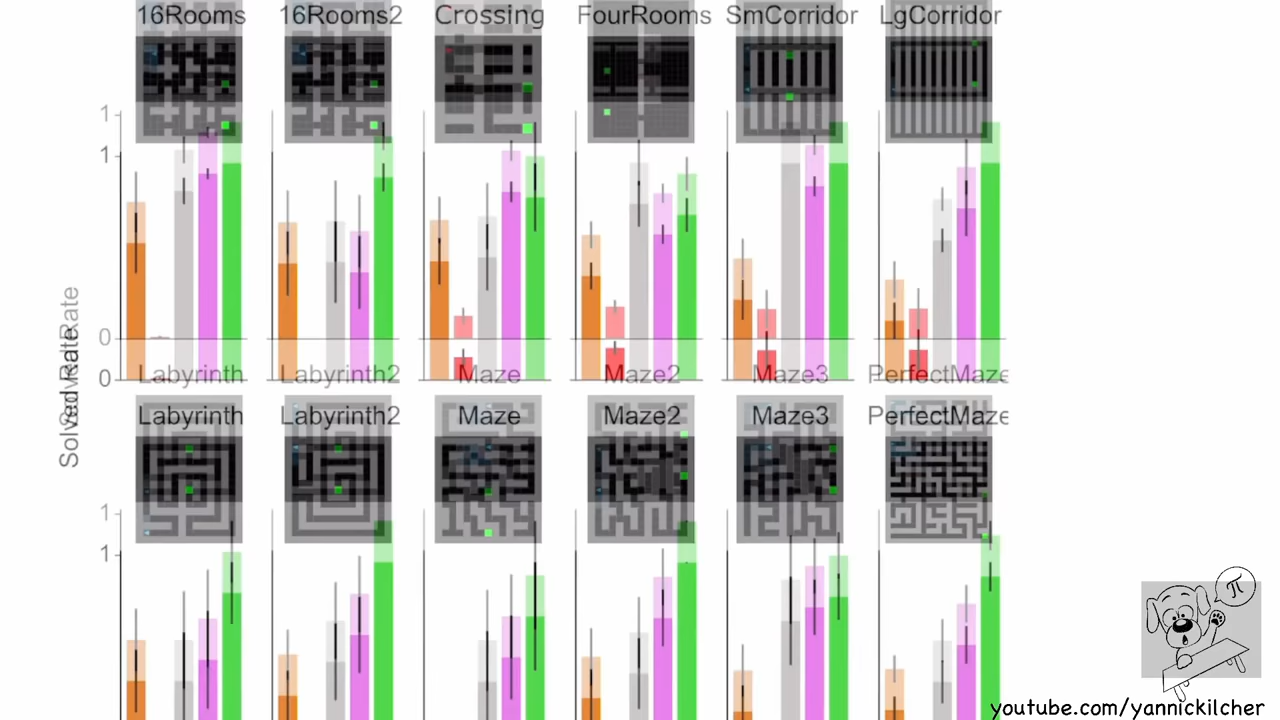 16Rooms 16Rooms2 Crossing FourRooms SmCorridor LgCorridor
1
1
0
0
Labyrinth Labyrinth2 Maze Maze2 Maze3 PerfectMaze
Labyrinth Labyrinth2 Maze Maze2 Maze3 PerfectMaze
1
1
π
youtube.com/yannickilcher